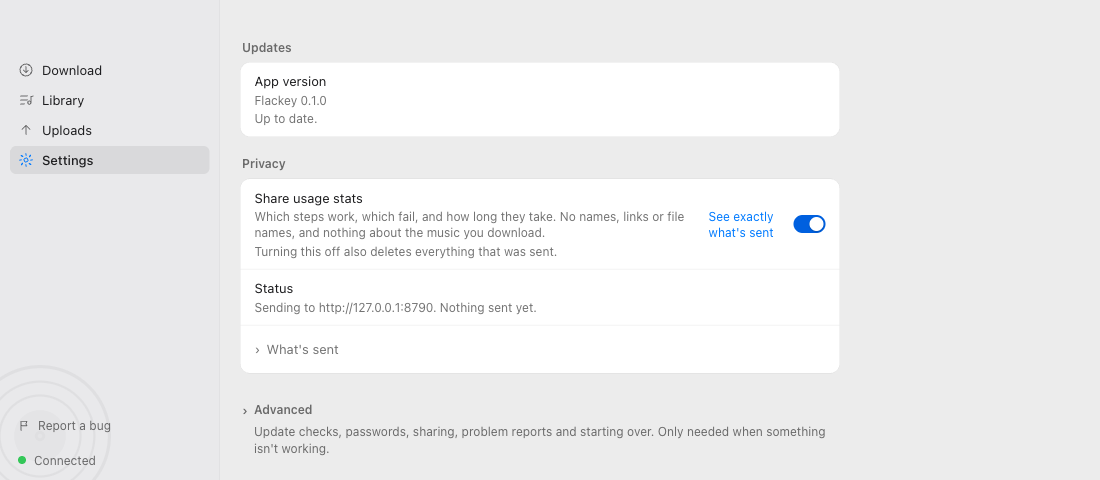 Download
Library
Uploads
Settings
Report a bug
Connected
Updates
App version
Flackey 0.1.0
Up to date.
Privacy
Share usage stats
Which steps work, which fail, and how long they take. No names, links or file
names, and nothing about the music you download.
Turning this off also deletes everything that was sent.
See exactly
what's sent
Status
Sending to http://127.0.0.1:8790. Nothing sent yet.
› What's sent
› Advanced
Update checks, passwords, sharing, problem reports and starting over. Only needed when something
isn't working.